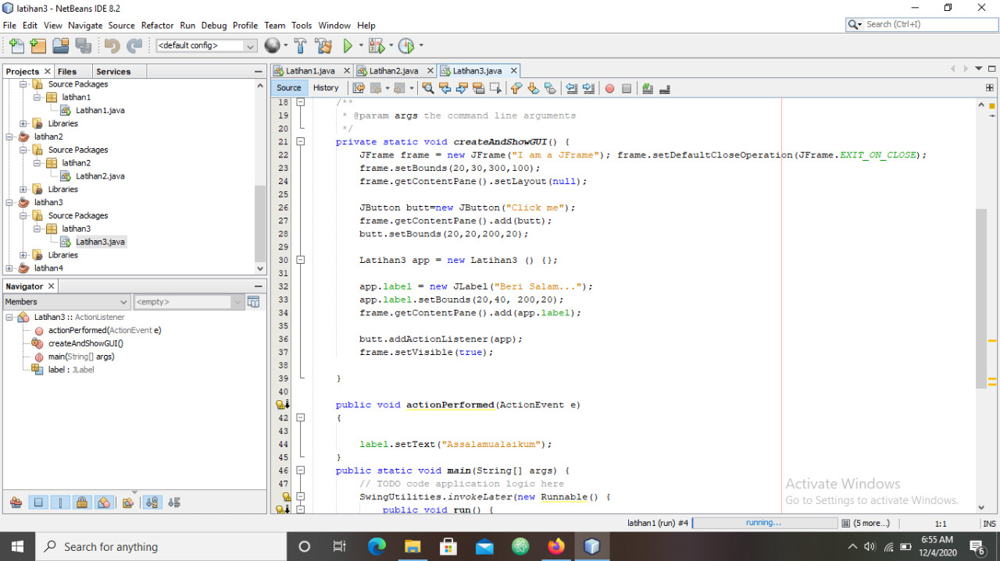 latihan3 - NetBeans IDE 8.2
File Edit View Navigate Source Refactor Run Debug Profile Team Tools Window Help
Search (Ctrl+I)
<default config>
Projects Files Services
Source Packages
latihan1
Latihan1.java
Libraries
latihan2
Source Packages
latihan2
Latihan2.java
Libraries
latihan3
Source Packages
latihan3
Latihan3.java
Libraries
latihan4
Navigator
Members
<empty>
Latihan3 :: ActionListener
actionPerformed(ActionEvent e)
createAndShowGUI()
main(String[] args)
label : JLabel
Latihan1.java Latihan2.java Latihan3.java
Source History
18 /**
19 * @param args the command line arguments
20 */
21 private static void createAndShowGUI() {
22 JFrame frame = new JFrame("I am a JFrame"); frame.setDefaultCloseOperation(JFrame.EXIT_ON_CLOSE);
23 frame.setBounds(20,30,300,100);
24 frame.getContentPane().setLayout(null);
25
26 JButton butt=new JButton("Click me");
27 frame.getContentPane().add(butt);
28 butt.setBounds(20,20,200,20);
29
30 Latihan3 app = new Latihan3 () {};
31
32 app.label = new JLabel("Beri Salam...");
33 app.label.setBounds(20,40, 200,20);
34 frame.getContentPane().add(app.label);
35
36 butt.addActionListener(app);
37 frame.setVisible(true);
38
39 }
40
public void actionPerformed(ActionEvent e)
42 {
43
44 label.setText("Assalamualaikum");
45 }
46 public static void main(String[] args) {
47 // TODO code application logic here
SwingUtilities.invokeLater(new Runnable() {
public void run() {
Activate Windows
Go to Settings to activate Windows.
latihan1 (run) #4 running... (5 more...) 1:1 INS
Search for anything
6:55 AM
12/4/2020
6